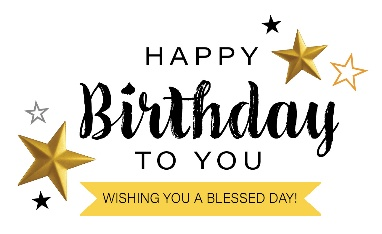 HAPPY
Birthday
TO YOU
WISHING YOU A BLESSED DAY!